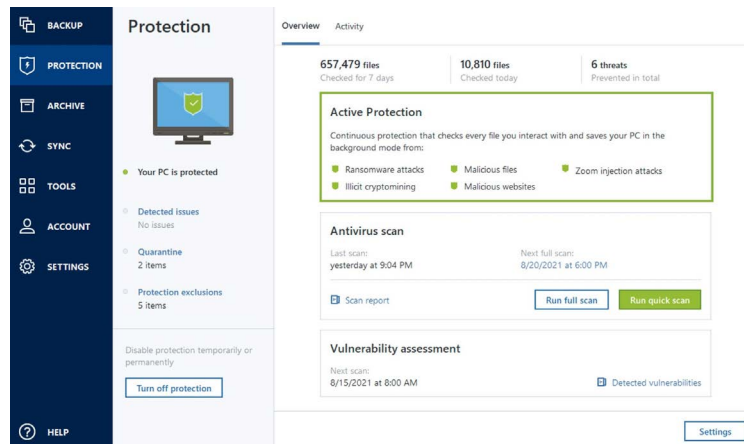 BACKUP
PROTECTION
ARCHIVE
SYNC
TOOLS
ACCOUNT
SETTINGS
HELP
Protection
Your PC is protected
Detected issues
No issues
Quarantine
2 items
Protection exclusions
5 items
Disable protection temporarily or
permanently
Turn off protection
Overview Activity
657,479 files 10,810 files 6 threats
Checked for 7 days Checked today Prevented in total
Active Protection
Continuous protection that checks every file you interact with and saves your PC in the
background mode from:
Ransomware attacks Malicious files Zoom injection attacks
Illicit cryptomining Malicious websites
Antivirus scan
Last scan: Next full scan:
yesterday at 9:04 PM 8/20/2021 at 6:00 PM
Scan report Run full scan Run quick scan
Vulnerability assessment
Next scan:
8/15/2021 at 8:00 AM Detected vulnerabilities
Settings